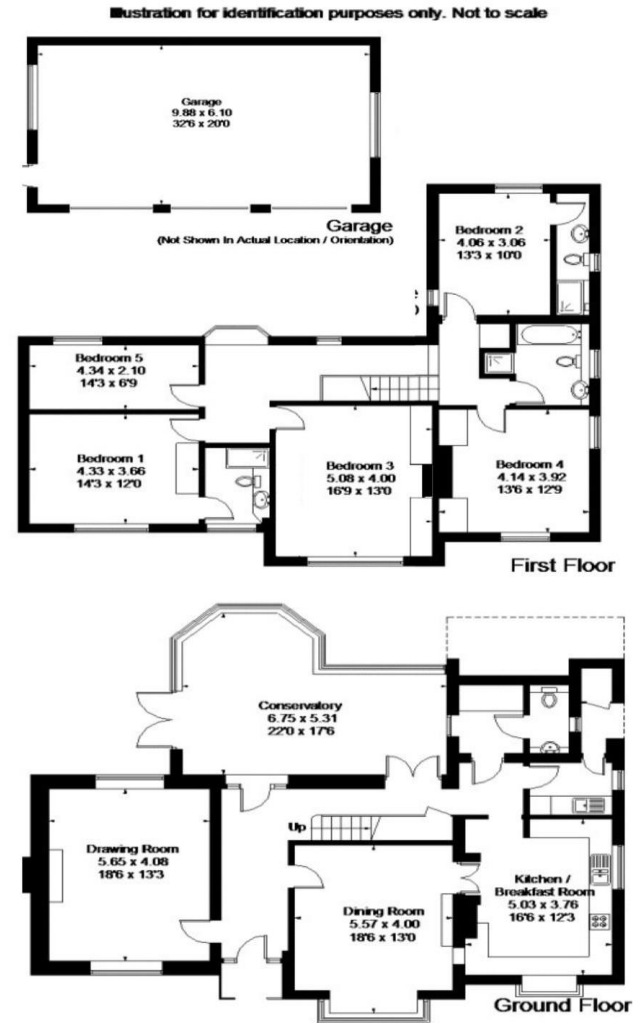 Illustration for identification purposes only. Not to scale
Garage
9.88 x 6.10
32'6 x 20'0
Garage
(Not Shown In Actual Location / Orientation)
Bedroom 2
4.06 x 3.06
13'3 x 10'0
Bedroom 5
4.34 x 2.10
14'3 x 6'9
Bedroom 1
4.33 x 3.66
14'3 x 12'0
Bedroom 3
5.08 x 4.00
16'9 x 13'0
Bedroom 4
4.14 x 3.92
13'6 x 12'9
First Floor
Conservatory
6.75 x 5.31
22'0 x 17'6
Up
Drawing Room
5.65 x 4.08
18'6 x 13'3
Dining Room
5.57 x 4.00
18'6 x 13'0
Kitchen /
Breakfast Room
5.03 x 3.76
16'6 x 12'3
Ground Floor